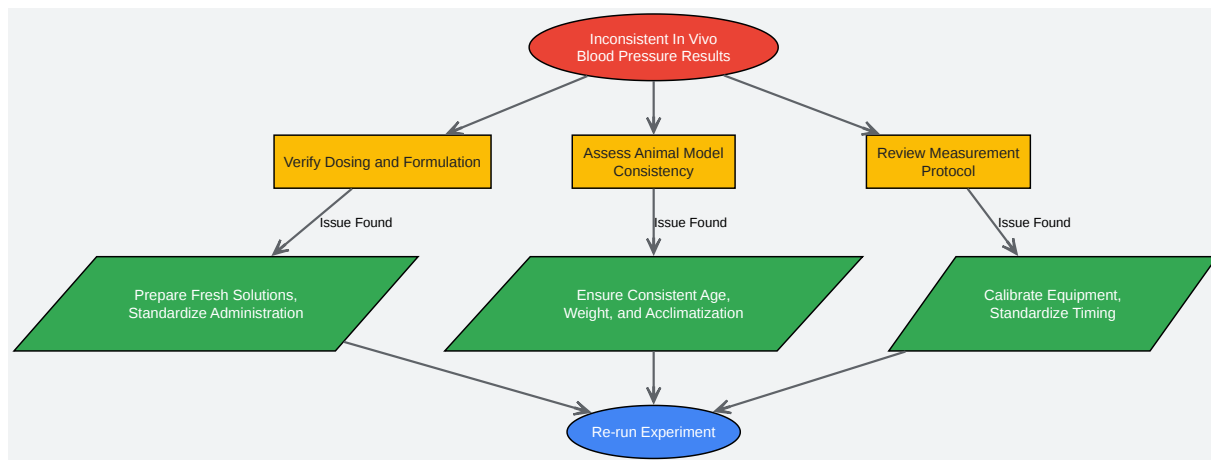 Inconsistent In Vivo
Blood Pressure Results
Verify Dosing and Formulation
Assess Animal Model
Consistency
Review Measurement
Protocol
Issue Found
Issue Found
Issue Found
Prepare Fresh Solutions,
Standardize Administration
Ensure Consistent Age,
Weight, and Acclimatization
Calibrate Equipment,
Standardize Timing
Re-run Experiment